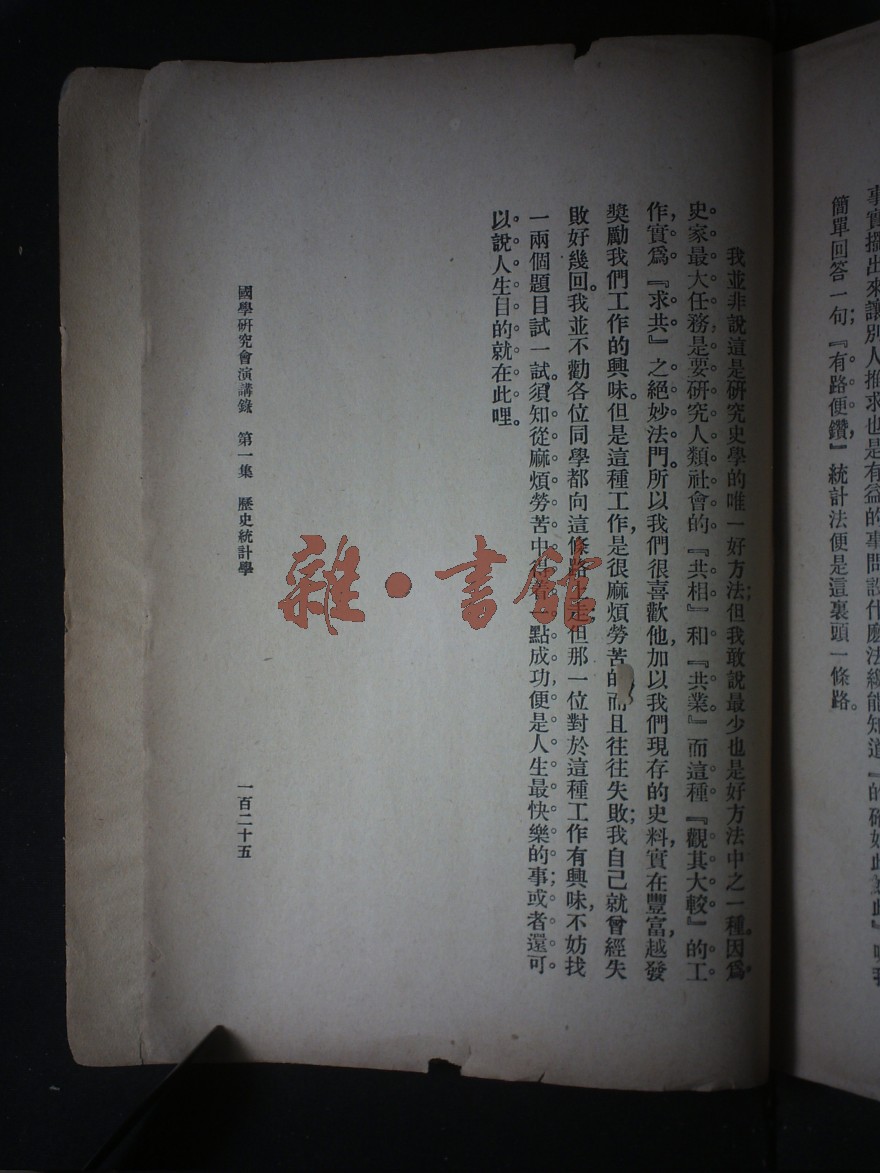 事實擺出來讓別人推求也是有益的事問設什麼法纔能知道『的確如此
簡單回答一句『有路便鑽』統計法便是這裏頭一條路。
我並非說這是研究史學的唯一好方法；但我敢說最少也是好方法中之一種。因爲
史家最大任務是要研究人類社會的『共相』和『共業』而這種『觀其大較』的工
作，實爲『求共』之絕妙法門。所以我們很喜歡他，加以我們現存的史料，實在豐富，越發
獎勵我們工作的興味。但是這種工作，是很麻煩勞苦的而且往往失敗；我自己就曾經失
敗好幾回。我並不勸各位同學都向這條路上走；但那一位對於這種工作有興味，不妨找
一兩個題目試一試。須知從麻煩勞苦中得着一點成功，便是人生最快樂的事；或者還可
以說人生目的就在此哩。
國學研究會演講錄 第一集 歷史統計學
一百二十五
雜·書館